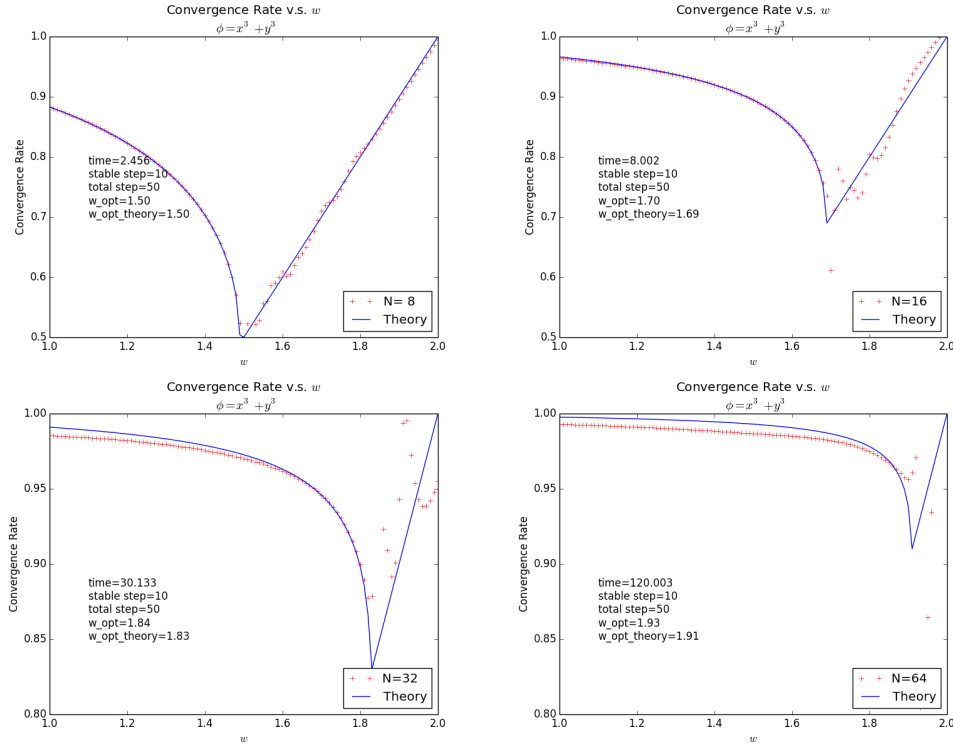 Convergence Rate v.s. w
ϕ = x³ + y³
Convergence Rate
1.0
0.9
0.8
0.7
0.6
0.5
time=2.456
stable step=10
total step=50
w_opt=1.50
w_opt_theory=1.50
N= 8
Theory
1.0 1.2 1.4 1.6 1.8 2.0
w
Convergence Rate v.s. w
ϕ = x³ + y³
Convergence Rate
1.0
0.9
0.8
0.7
0.6
0.5
time=8.002
stable step=10
total step=50
w_opt=1.70
w_opt_theory=1.69
N=16
Theory
1.0 1.2 1.4 1.6 1.8 2.0
w
Convergence Rate v.s. w
ϕ = x³ + y³
Convergence Rate
1.00
0.95
0.90
0.85
0.80
time=30.133
stable step=10
total step=50
w_opt=1.84
w_opt_theory=1.83
N=32
Theory
1.0 1.2 1.4 1.6 1.8 2.0
w
Convergence Rate v.s. w
ϕ = x³ + y³
Convergence Rate
1.00
0.95
0.90
0.85
0.80
time=120.003
stable step=10
total step=50
w_opt=1.93
w_opt_theory=1.91
N=64
Theory
1.0 1.2 1.4 1.6 1.8 2.0
w